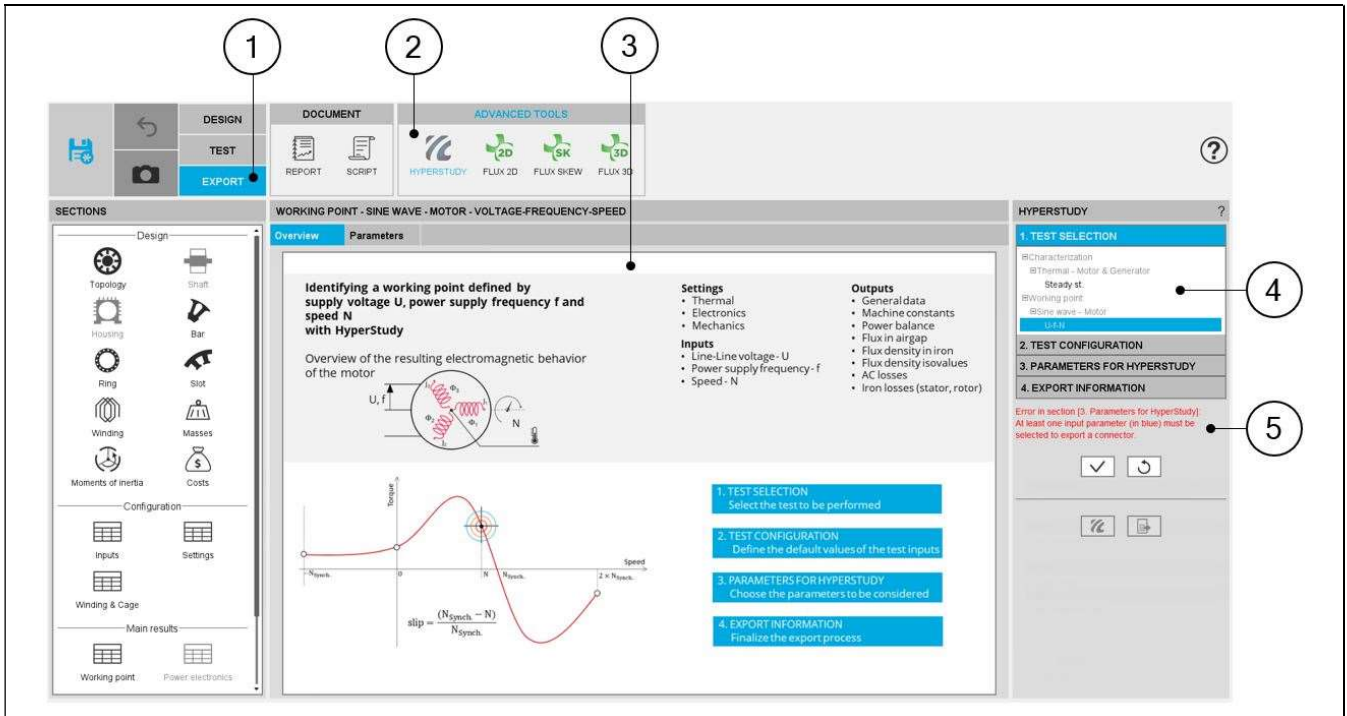 1
2
3
DESIGN
TEST
EXPORT
DOCUMENT
REPORT
SCRIPT
ADVANCED TOOLS
HYPERSTUDY
2D
FLUX 2D
SK
FLUX SKEW
3D
FLUX 3D
?
SECTIONS
Design
Topology
Shaft
Housing
Bar
Ring
Slot
Winding
Masses
Moments of inertia
$
Costs
Configuration
Inputs
Settings
Winding & Cage
Main results
Working point
Power electronics
WORKING POINT - SINE WAVE - MOTOR - VOLTAGE-FREQUENCY-SPEED
Overview
Parameters
Identifying a working point defined by
supply voltage U, power supply frequency f and
speed N
with HyperStudy
Overview of the resulting electromagnetic behavior
of the motor
U, f
N
Settings
• Thermal
• Electronics
• Mechanics
Inputs
• Line-Line voltage - U
• Power supply frequency - f
• Speed - N
Outputs
• General data
• Machine constants
• Power balance
• Flux in airgap
• Flux density in iron
• Flux density isovalues
• AC losses
• Iron losses (stator, rotor)
Torque
Speed
- N_Synch.
0
N
N_Synch.
2 × N_Synch.
slip = (N_Synch. − N) / N_Synch.
1. TEST SELECTION
Select the test to be performed
2. TEST CONFIGURATION
Define the default values of the test inputs
3. PARAMETERS FOR HYPERSTUDY
Choose the parameters to be considered
4. EXPORT INFORMATION
Finalize the export process
HYPERSTUDY ?
1. TEST SELECTION
Characterization
Thermal - Motor & Generator
Steady st.
Working point
Sine wave - Motor
U-f-N
2. TEST CONFIGURATION
3. PARAMETERS FOR HYPERSTUDY
4. EXPORT INFORMATION
Error in section [3. Parameters for HyperStudy]:
At least one input parameter (in blue) must be
selected to export a connector.
4
5